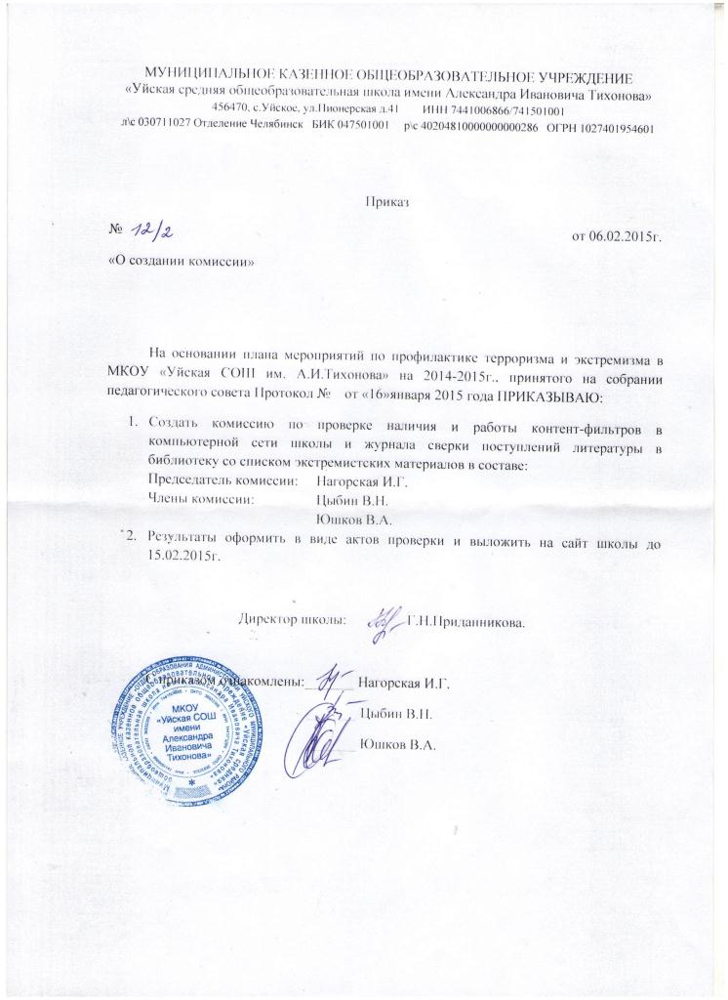 МУНИЦИПАЛЬНОЕ КАЗЕННОЕ ОБЩЕОБРАЗОВАТЕЛЬНОЕ УЧРЕЖДЕНИЕ
«Уйская средняя общеобразовательная школа имени Александра Ивановича Тихонова»
456470, с.Уйское, ул.Пионерская д.41 ИНН 7441006866/741501001
л\с 030711027 Отделение Челябинск БИК 047501001 р\с 40204810000000000286 ОГРН 1027401954601
Приказ
№ 12/2
от 06.02.2015г.
«О создании комиссии»
На основании плана мероприятий по профилактике терроризма и экстремизма в
МКОУ «Уйская СОШ им. А.И.Тихонова» на 2014-2015г., принятого на собрании
педагогического совета Протокол № от «16»января 2015 года ПРИКАЗЫВАЮ:
1. Создать комиссию по проверке наличия и работы контент-фильтров в
компьютерной сети школы и журнала сверки поступлений литературы в
библиотеку со списком экстремистских материалов в составе:
Председатель комиссии: Нагорская И.Г.
Члены комиссии: Цыбин В.Н.
Юшков В.А.
2. Результаты оформить в виде актов проверки и выложить на сайт школы до
15.02.2015г.
Директор школы: Г.Н.Приданникова.
С приказом ознакомлены: Нагорская И.Г.
Цыбин В.Н.
Юшков В.А.
МКОУ
«Уйская СОШ
имени
Александра
Ивановича
Тихонова»